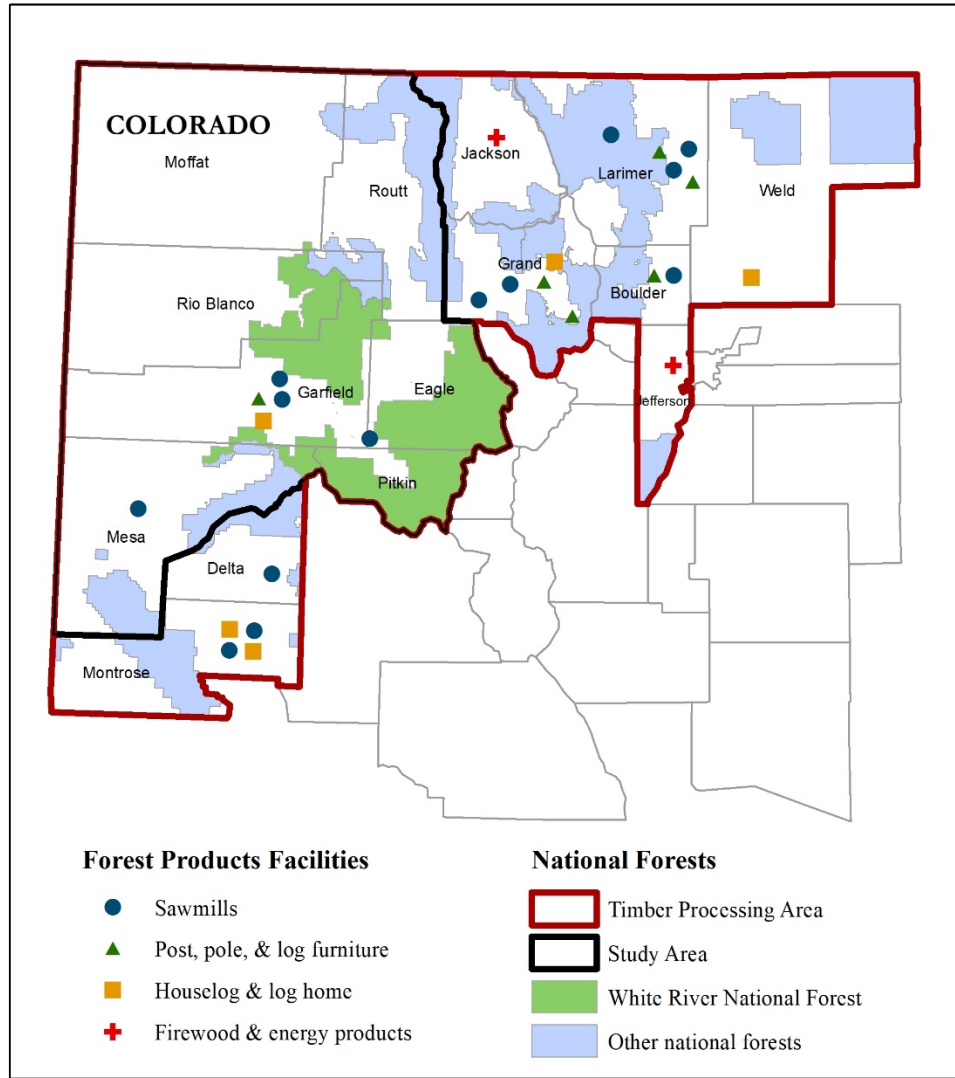 COLORADO
Moffat
Jackson
Larimer
Routt
Weld
Grand
Boulder
Rio Blanco
Garfield
Eagle
Jefferson
Pitkin
Mesa
Delta
Montrose
Forest Products Facilities
Sawmills
Post, pole, & log furniture
Houselog & log home
Firewood & energy products
National Forests
Timber Processing Area
Study Area
White River National Forest
Other national forests